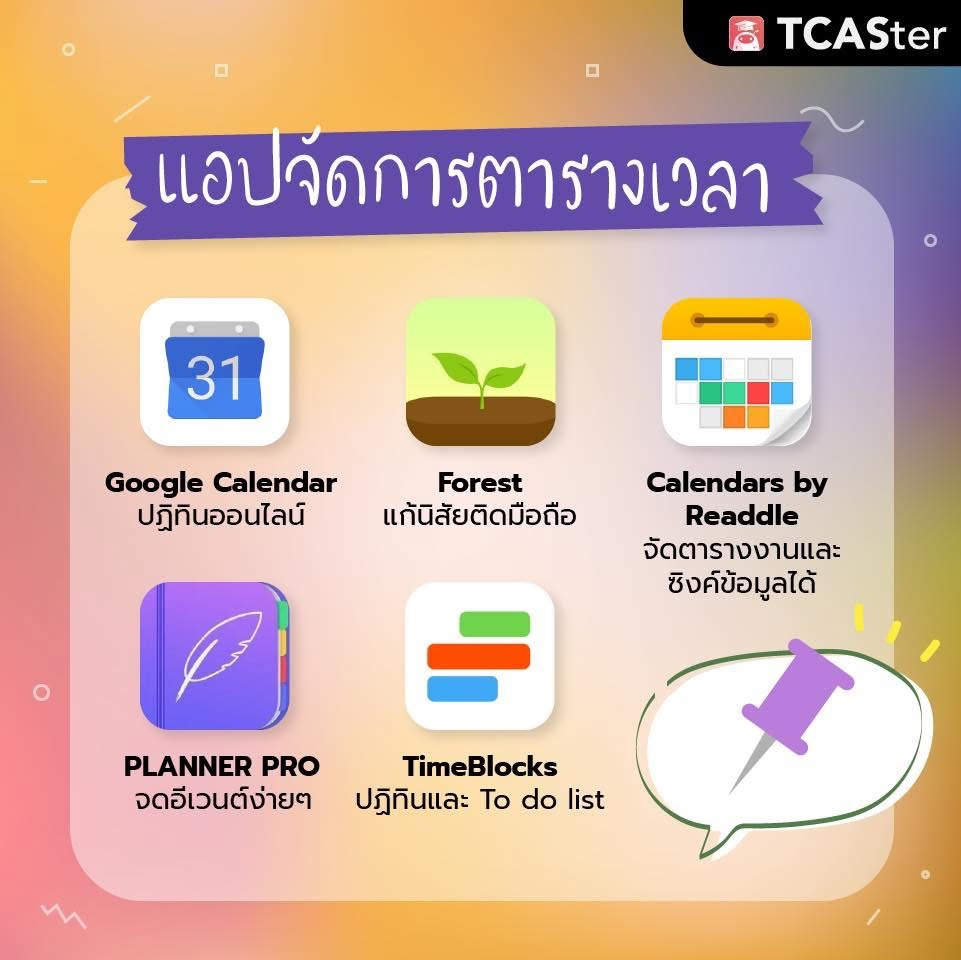 TCASter
แอปจัดการตารางเวลา
31
Google Calendar
ปฏิทินออนไลน์
Forest
แก้นิสัยติดมือถือ
Calendars by
Readdle
จัดตารางงานและ
ซิงค์ข้อมูลได้
PLANNER PRO
จดอีเวนต์ง่ายๆ
TimeBlocks
ปฏิทินและ To do list